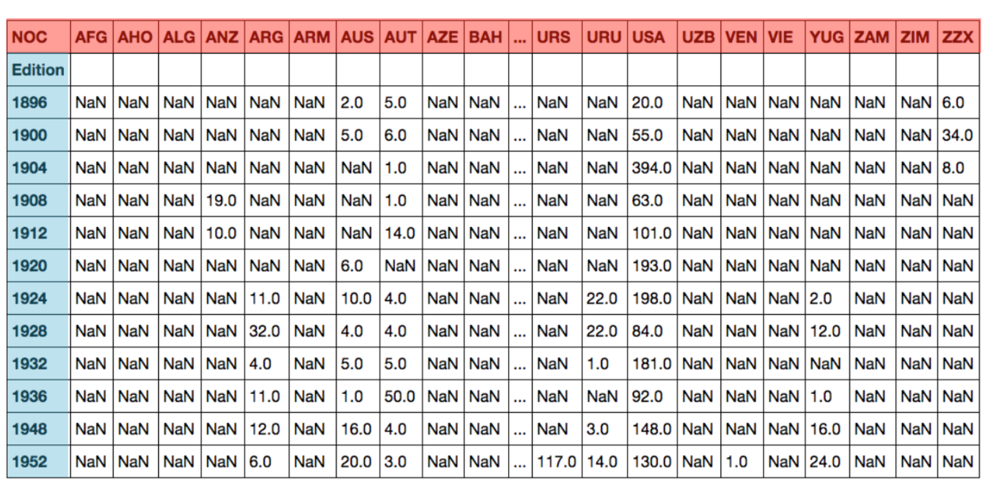 NOC AFG AHO ALG ANZ ARG ARM AUS AUT AZE BAH ... URS URU USA UZB VEN VIE YUG ZAM ZIM ZZX
Edition
1896 NaN NaN NaN NaN NaN NaN 2.0 5.0 NaN NaN ... NaN NaN 20.0 NaN NaN NaN NaN NaN NaN 6.0
1900 NaN NaN NaN NaN NaN NaN 5.0 6.0 NaN NaN ... NaN NaN 55.0 NaN NaN NaN NaN NaN NaN 34.0
1904 NaN NaN NaN NaN NaN NaN NaN 1.0 NaN NaN ... NaN NaN 394.0 NaN NaN NaN NaN NaN NaN 8.0
1908 NaN NaN NaN 19.0 NaN NaN NaN 1.0 NaN NaN ... NaN NaN 63.0 NaN NaN NaN NaN NaN NaN NaN
1912 NaN NaN NaN 10.0 NaN NaN NaN 14.0 NaN NaN ... NaN NaN 101.0 NaN NaN NaN NaN NaN NaN NaN
1920 NaN NaN NaN NaN NaN NaN 6.0 NaN NaN NaN ... NaN NaN 193.0 NaN NaN NaN NaN NaN NaN NaN
1924 NaN NaN NaN NaN 11.0 NaN 10.0 4.0 NaN NaN ... NaN 22.0 198.0 NaN NaN NaN 2.0 NaN NaN NaN
1928 NaN NaN NaN NaN 32.0 NaN 4.0 4.0 NaN NaN ... NaN 22.0 84.0 NaN NaN NaN 12.0 NaN NaN NaN
1932 NaN NaN NaN NaN 4.0 NaN 5.0 5.0 NaN NaN ... NaN 1.0 181.0 NaN NaN NaN NaN NaN NaN NaN
1936 NaN NaN NaN NaN 11.0 NaN 1.0 50.0 NaN NaN ... NaN NaN 92.0 NaN NaN NaN 1.0 NaN NaN NaN
1948 NaN NaN NaN NaN 12.0 NaN 16.0 4.0 NaN NaN ... NaN 3.0 148.0 NaN NaN NaN 16.0 NaN NaN NaN
1952 NaN NaN NaN NaN 6.0 NaN 20.0 3.0 NaN NaN ... 117.0 14.0 130.0 NaN 1.0 NaN 24.0 NaN NaN NaN